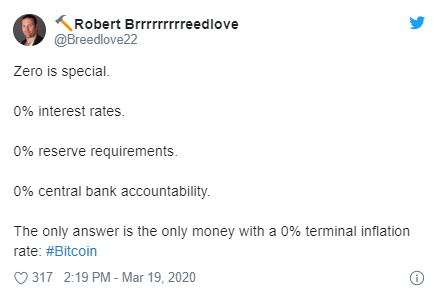 🔨Robert Brrrrrrrrreedlove
@Breedlove22
Zero is special.
0% interest rates.
0% reserve requirements.
0% central bank accountability.
The only answer is the only money with a 0% terminal inflation
rate: #Bitcoin
317 2:19 PM - Mar 19, 2020